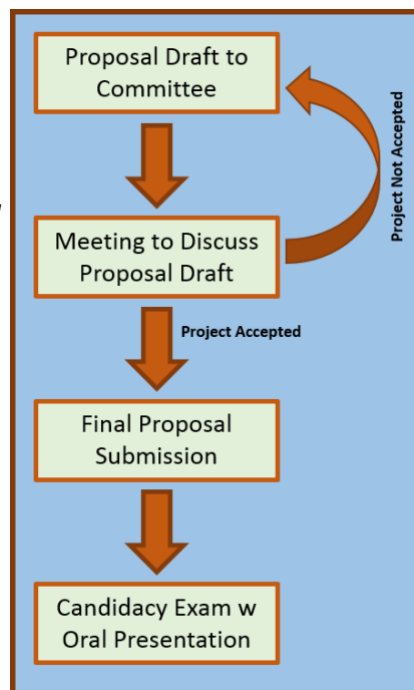 Proposal Draft to
Committee
Project Not Accepted
Meeting to Discuss
Proposal Draft
Project Accepted
Final Proposal
Submission
Candidacy Exam w
Oral Presentation